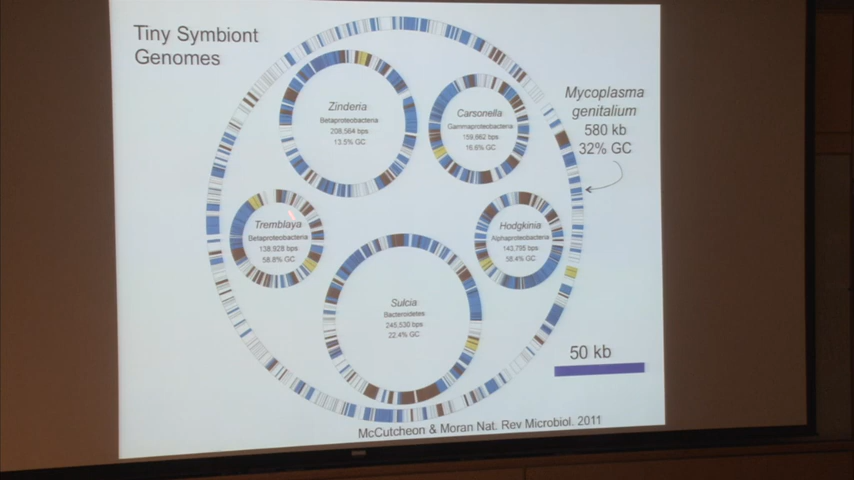 Tiny Symbiont
Genomes
Zinderia
Betaproteobacteria
208,564 bps
13.5% GC
Carsonella
Gammaproteobacteria
159,662 bps
16.6% GC
Mycoplasma
genitalium
580 kb
32% GC
Tremblaya
Betaproteobacteria
138,928 bps
58.8% GC
Hodgkinia
Alphaproteobacteria
143,795 bps
58.4% GC
Sulcia
Bacteroidetes
245,530 bps
22.4% GC
50 kb
McCutcheon & Moran Nat. Rev Microbiol. 2011